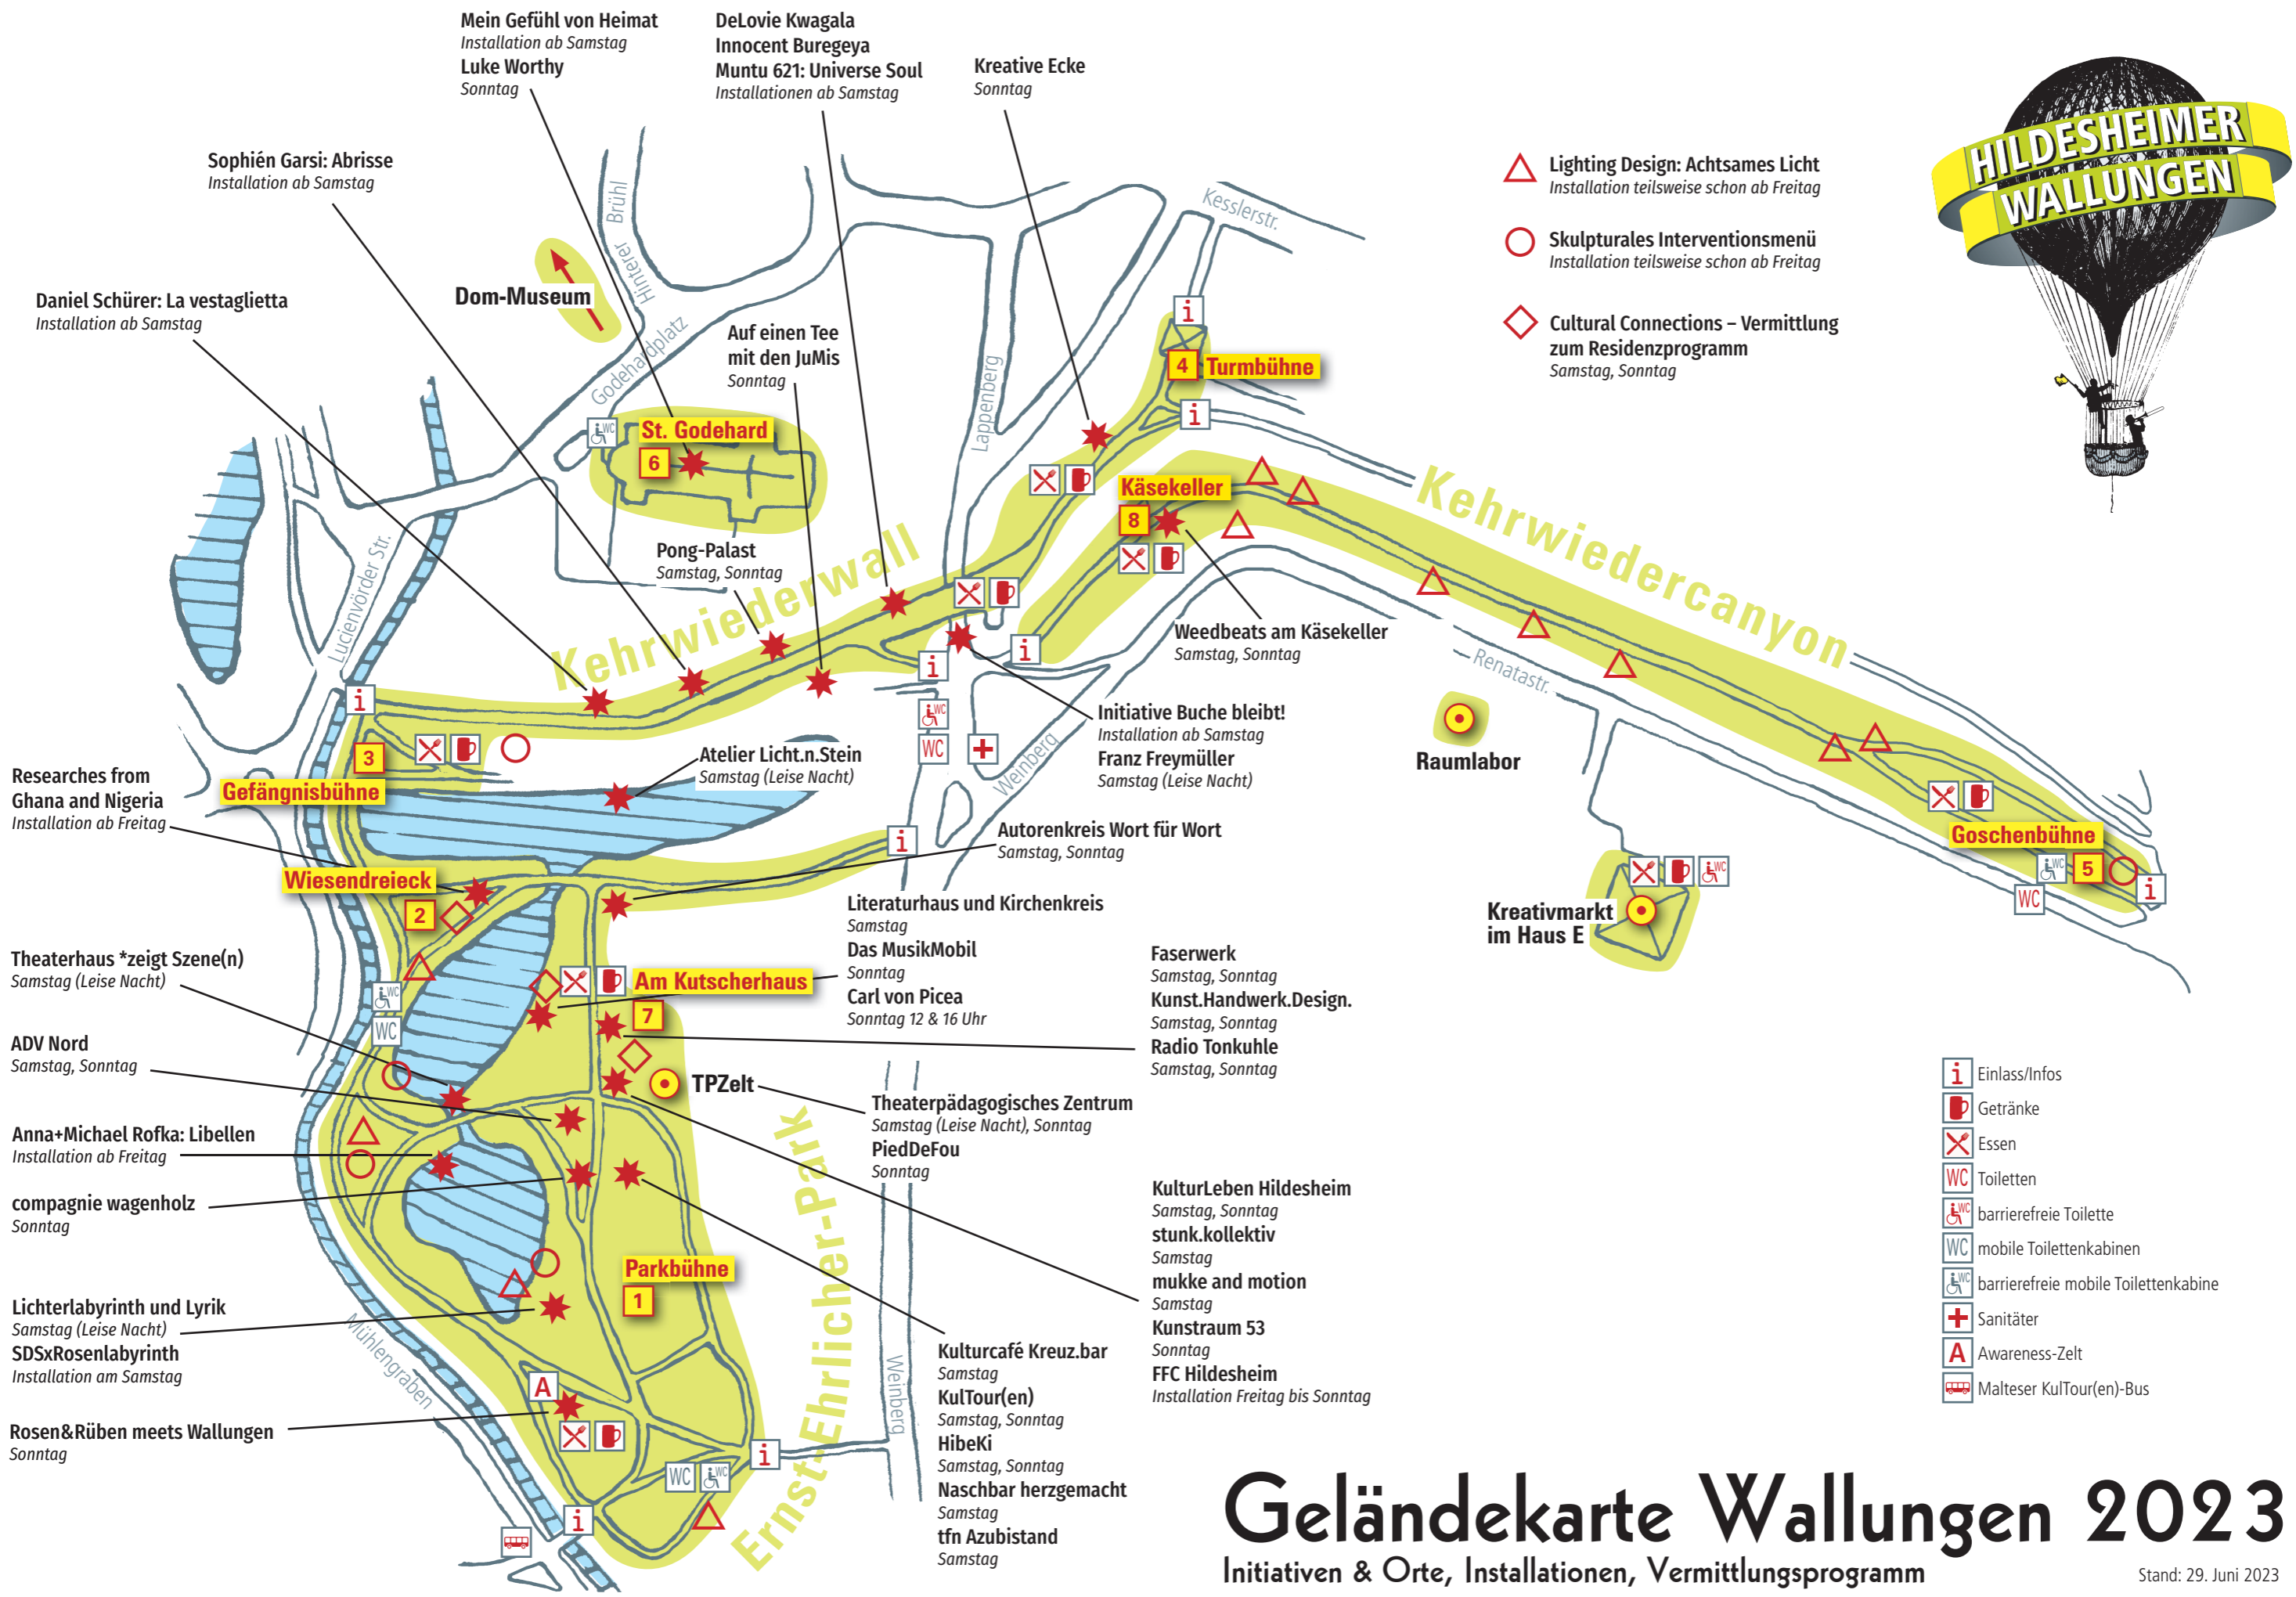 Mein Gefühl von Heimat
Installation ab Samstag
Luke Worthy
Sonntag
DeLovie Kwagala
Innocent Buregeya
Muntu 621: Universe Soul
Installationen ab Samstag
Kreative Ecke
Sonntag
Sophién Garsi: Abrisse
Installation ab Samstag
Daniel Schürer: La vestaglietta
Installation ab Samstag
Lighting Design: Achtsames Licht
Installation teilsweise schon ab Freitag
Skulpturales Interventionsmenü
Installation teilsweise schon ab Freitag
Cultural Connections – Vermittlung
zum Residenzprogramm
Samstag, Sonntag
HILDESHEIMER
WALLUNGEN
Hinterer Brühl
Kesslerstr.
Dom-Museum
Godehardplatz
Auf einen Tee
mit den JuMis
Sonntag
Lappenberg
i
4 Turmbühne
i
WC
St. Godehard
6
Käsekeller
8
Kehrwiedercanyon
Lucienvörder Str.
Pong-Palast
Samstag, Sonntag
Kehrwiederwall
Weedbeats am Käsekeller
Samstag, Sonntag
Renatastr.
i
i
i
WC
WC
Weinberg
Initiative Buche bleibt!
Installation ab Samstag
Franz Freymüller
Samstag (Leise Nacht)
Raumlabor
3
Gefängnisbühne
Atelier Licht.n.Stein
Samstag (Leise Nacht)
Researches from
Ghana and Nigeria
Installation ab Freitag
i
Autorenkreis Wort für Wort
Samstag, Sonntag
Goschenbühne
WC
5
i
WC
WC
Kreativmarkt
im Haus E
Wiesendreieck
2
Literaturhaus und Kirchenkreis
Samstag
Das MusikMobil
Sonntag
Carl von Picea
Sonntag 12 & 16 Uhr
Am Kutscherhaus
7
Faserwerk
Samstag, Sonntag
Kunst.Handwerk.Design.
Samstag, Sonntag
Radio Tonkuhle
Samstag, Sonntag
Theaterhaus *zeigt Szene(n)
Samstag (Leise Nacht)
WC
WC
ADV Nord
Samstag, Sonntag
TPZelt
Theaterpädagogisches Zentrum
Samstag (Leise Nacht), Sonntag
PiedDeFou
Sonntag
Anna+Michael Rofka: Libellen
Installation ab Freitag
compagnie wagenholz
Sonntag
Ernst-Ehrlicher-Park
KulturLeben Hildesheim
Samstag, Sonntag
stunk.kollektiv
Samstag
mukke and motion
Samstag
Kunstraum 53
Sonntag
FFC Hildesheim
Installation Freitag bis Sonntag
Parkbühne
1
Lichterlabyrinth und Lyrik
Samstag (Leise Nacht)
SDSxRosenlabyrinth
Installation am Samstag
Mühlengraben
Weinberg
Kulturcafé Kreuz.bar
Samstag
KulTour(en)
Samstag, Sonntag
HibeKi
Samstag, Sonntag
Naschbar herzgemacht
Samstag
tfn Azubistand
Samstag
A
Rosen&Rüben meets Wallungen
Sonntag
i
WC
WC
i
i Einlass/Infos
Getränke
Essen
WC Toiletten
WC barrierefreie Toilette
WC mobile Toilettenkabinen
WC barrierefreie mobile Toilettenkabine
Sanitäter
A Awareness-Zelt
Malteser KulTour(en)-Bus
Geländekarte Wallungen 2023
Initiativen & Orte, Installationen, Vermittlungsprogramm
Stand: 29. Juni 2023